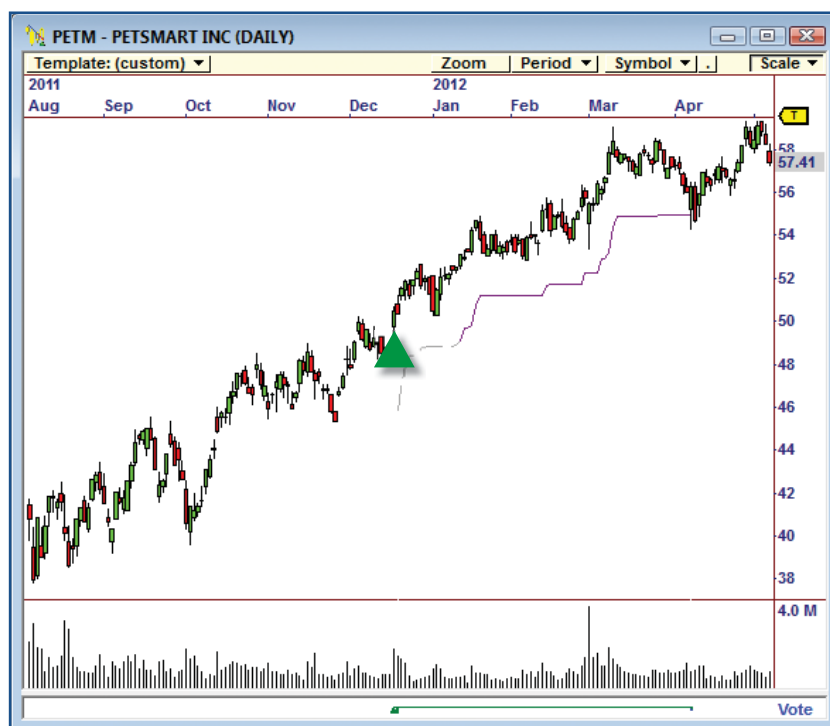 PETM - PETSMART INC (DAILY)
Template: (custom) Zoom Period Symbol . Scale
2011 2012
Aug Sep Oct Nov Dec Jan Feb Mar Apr
T
58
57.41
56
54
52
50
48
46
44
42
40
38
4.0 M
Vote